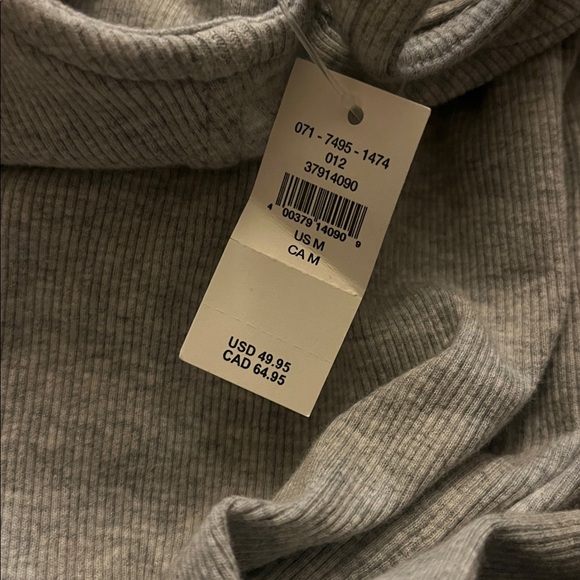 071 - 7495 - 1474
012
37914090
4 00379 14090 9
US M
CA M
USD 49.95
CAD 64.95